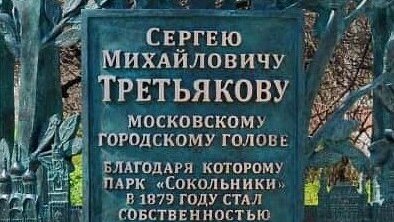 Сергею
Михайловичу
Третьякову
московскому
городскому голове
благодаря которому
парк «Сокольники»
в 1879 году стал
собственностью